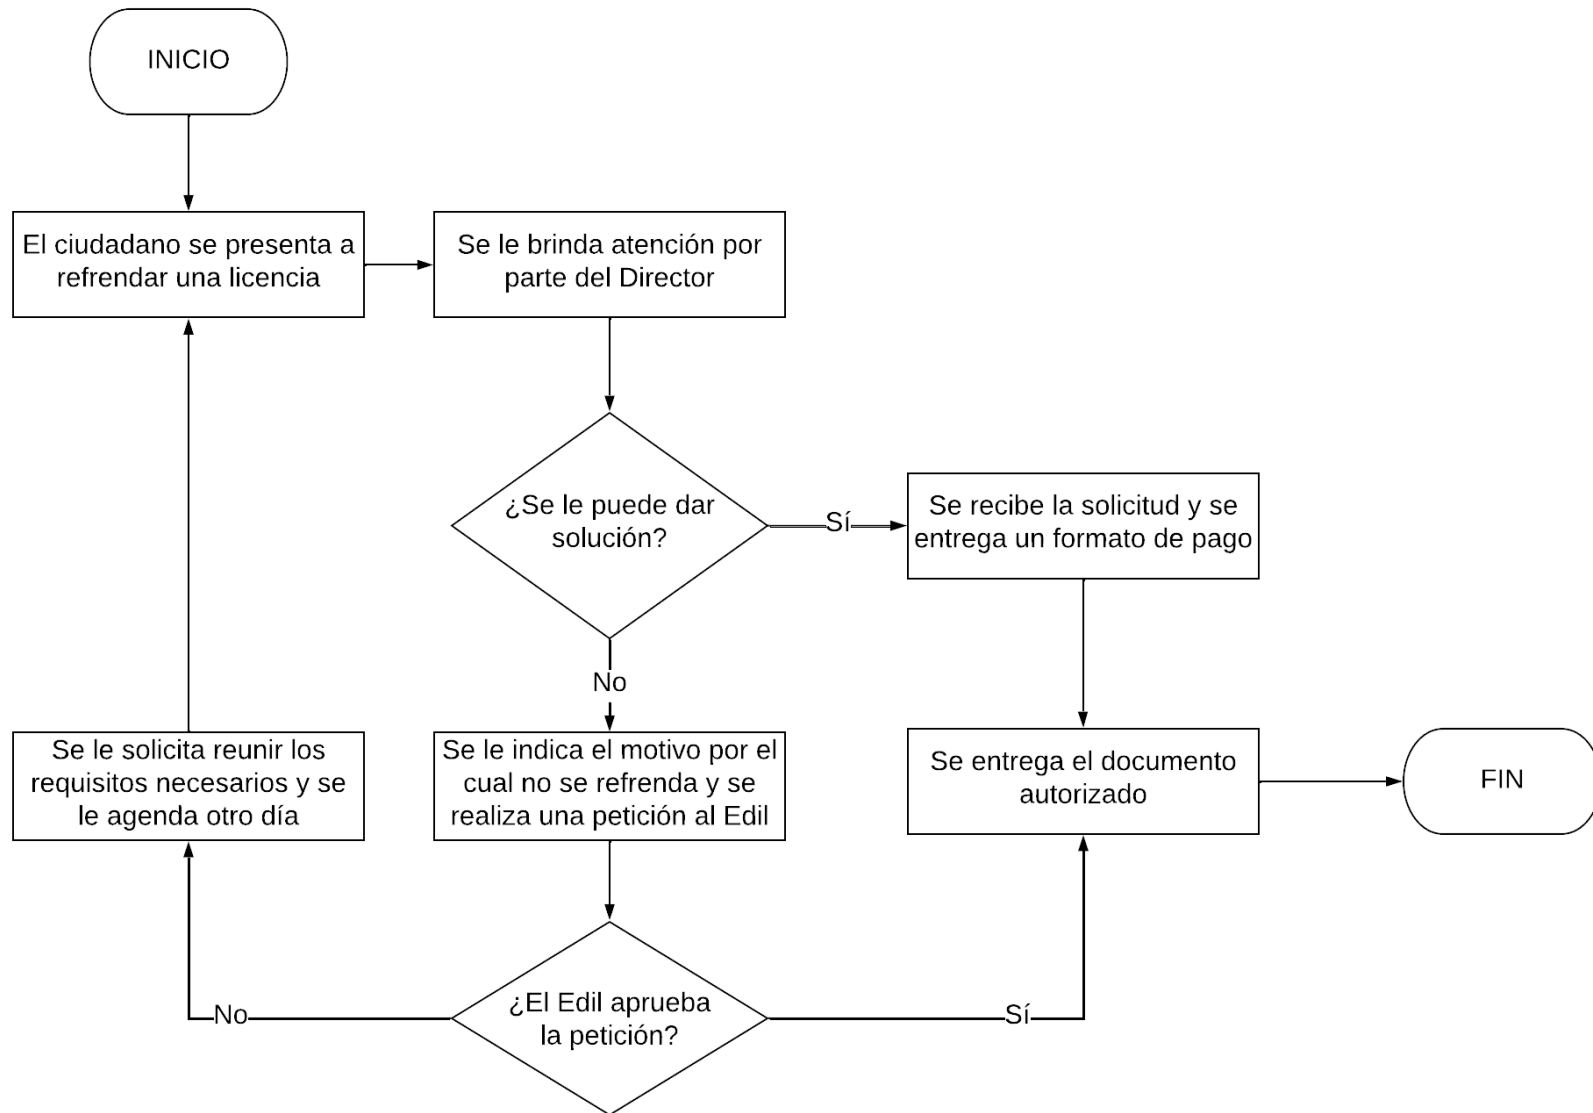 INICIO
El ciudadano se presenta a
refrendar una licencia
Se le brinda atención por
parte del Director
¿Se le puede dar
solución?
Sí
Se recibe la solicitud y se
entrega un formato de pago
No
Se le solicita reunir los
requisitos necesarios y se
le agenda otro día
Se le indica el motivo por el
cual no se refrenda y se
realiza una petición al Edil
Se entrega el documento
autorizado
FIN
¿El Edil aprueba
la petición?
No
Sí